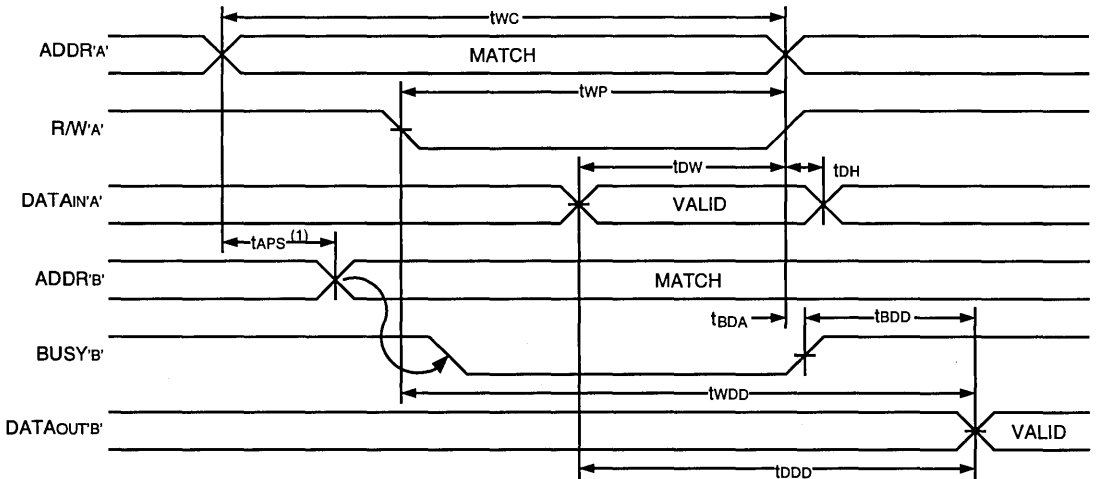 tWC
ADDR'A'
MATCH
tWP
R/W'A'
tDW
tDH
DATAIN'A'
VALID
tAPS (1)
ADDR'B'
MATCH
tBDA
tBDD
BUSY'B'
tWDD
DATAOUT'B'
VALID
tDDD